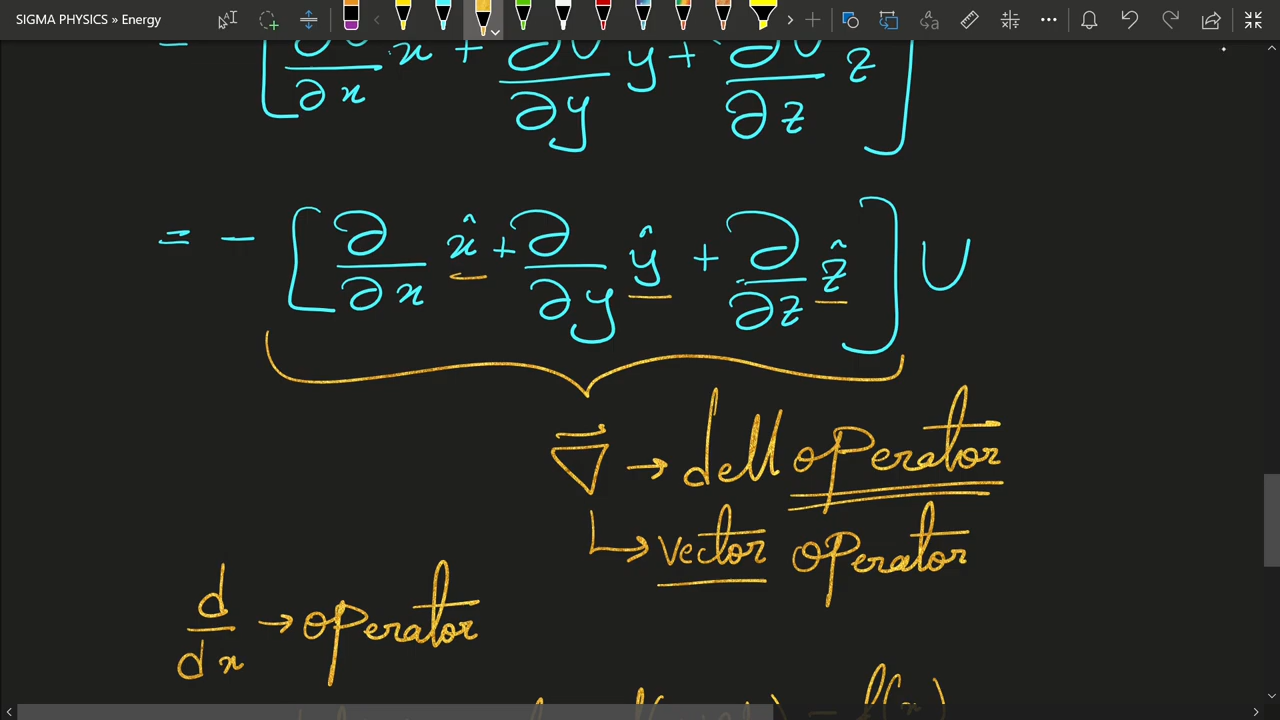 SIGMA PHYSICS » Energy
= [∂U/∂x x̂ + ∂U/∂y y + ∂U/∂z z]
= - [∂/∂x x̂ + ∂/∂y ŷ + ∂/∂z ẑ] U
∇⃗ → dell operator
↳ vector operator
d/dx → operator